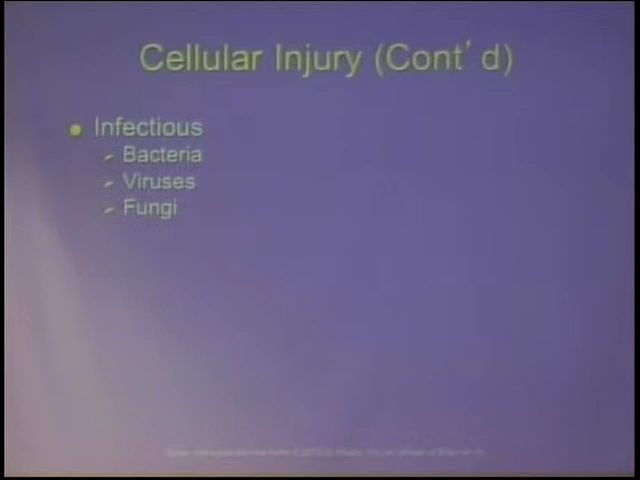 Cellular Injury (Cont’d)
Infectious
Bacteria
Viruses
Fungi